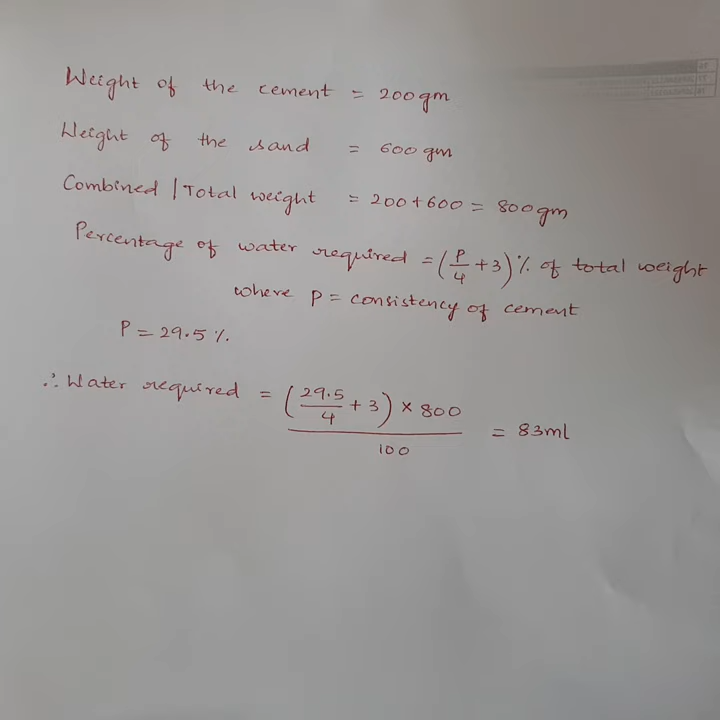 Weight of the cement = 200gm
Weight of the sand = 600 gm
Combined / Total weight = 200+600 = 800gm
Percentage of water required = (P/4 + 3) % of total weight
where P = consistency of cement
P = 29.5 %.
∴ Water required = (29.5/4 + 3) × 800 / 100 = 83ml